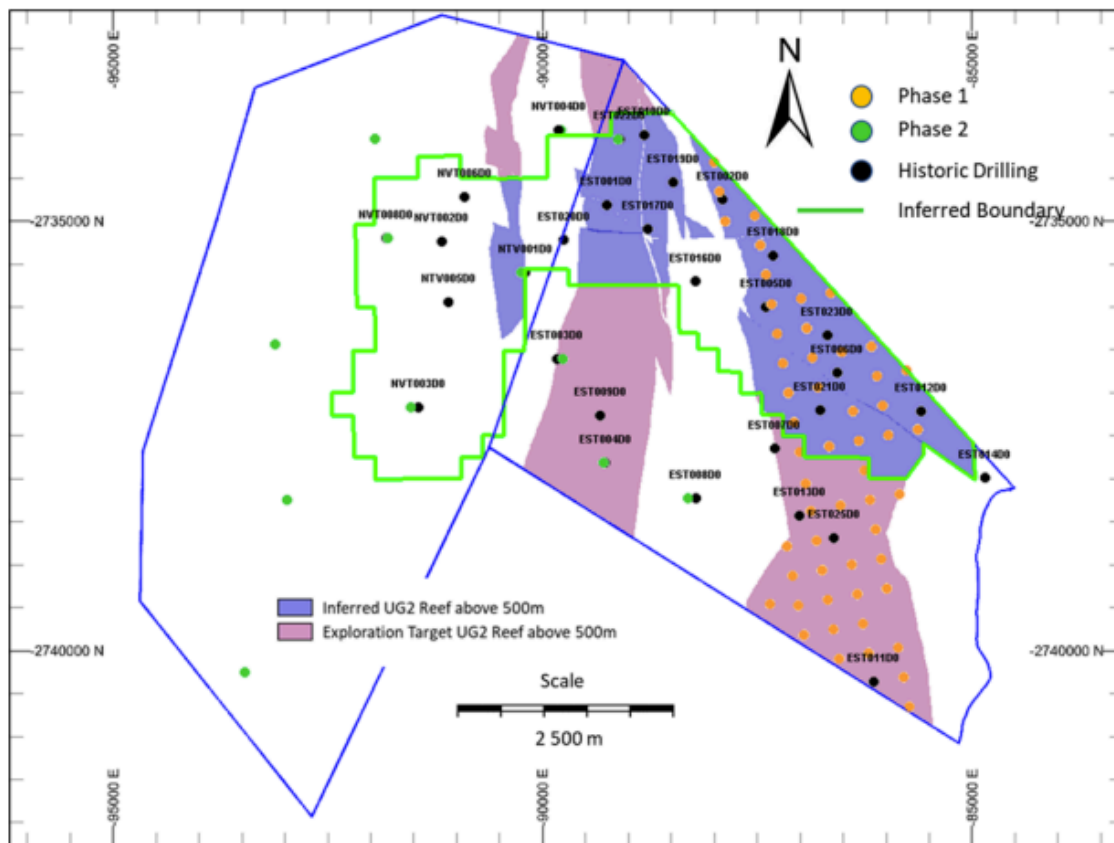 -95000 E
-90000 E
-85000 E
N
Phase 1
Phase 2
Historic Drilling
Inferred Boundary
NVT004D0
EST022D0
EST010D0
NVT006D0
EST019D0
EST002D0
EST001D0
-2735000 N
-2735000 N
NVT008D0
NVT002D0
EST020D0
EST017D0
EST018D0
NTV001D0
EST016D0
NTV005D0
EST005D0
EST023D0
EST003D0
EST006D0
NVT003D0
EST009D0
EST021D0
EST012D0
EST004D0
EST007D0
EST008D0
EST014D0
EST013D0
EST025D0
Inferred UG2 Reef above 500m
Exploration Target UG2 Reef above 500m
-2740000 N
-2740000 N
EST011D0
Scale
2 500 m
-95000 E
-90000 E
-85000 E